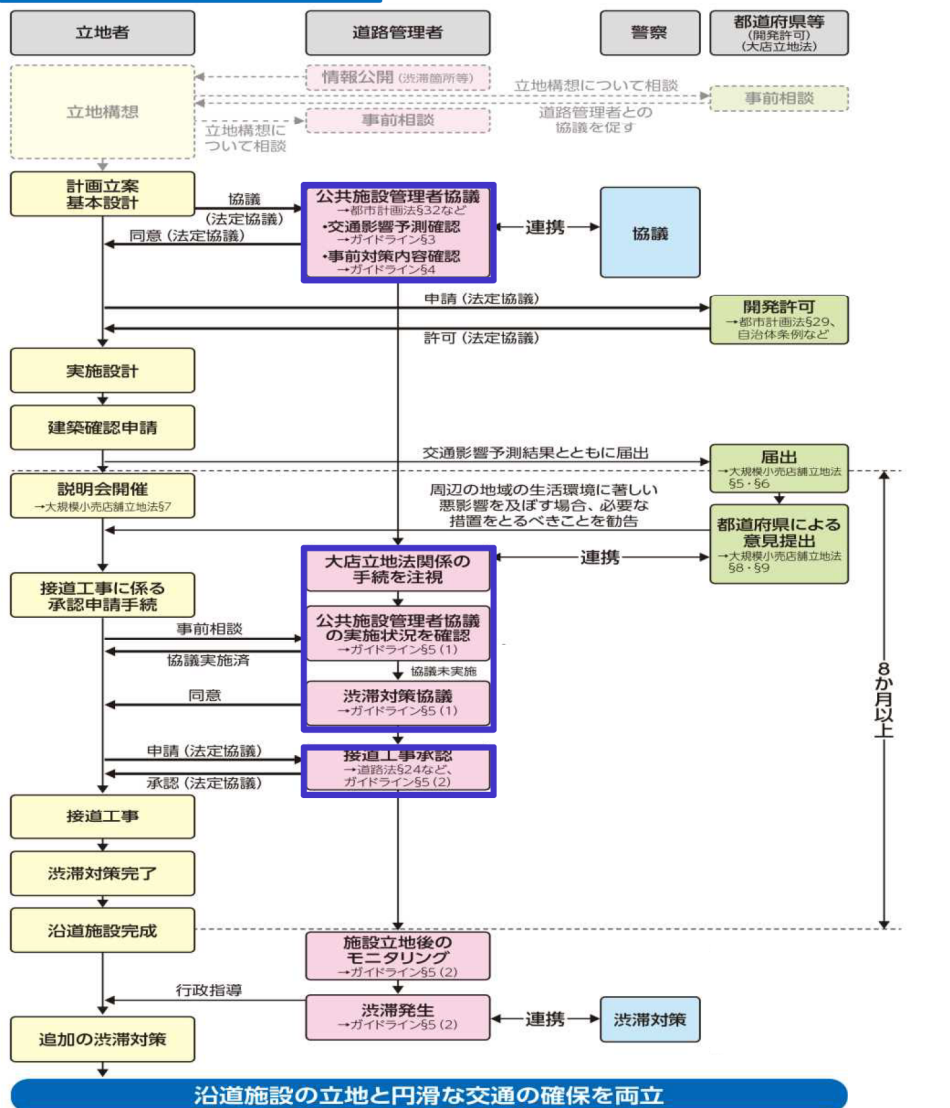 立地者
道路管理者
警察
都道府県等
(開発許可)
(大店立地法)
立地構想
情報公開 (渋滞箇所等)
立地構想について相談
事前相談
道路管理者との
協議を促す
事前相談
立地構想に
ついて相談
計画立案
基本設計
協議
(法定協議)
同意 (法定協議)
公共施設管理者協議
→都市計画法§32など
・交通影響予測確認
→ガイドライン§3
・事前対策内容確認
→ガイドライン§4
連携
協議
申請 (法定協議)
開発許可
→都市計画法§29、
自治体条例など
許可 (法定協議)
実施設計
建築確認申請
交通影響予測結果とともに届出
届出
→大規模小売店舗立地法
§5・§6
説明会開催
→大規模小売店舗立地法§7
周辺の地域の生活環境に著しい
悪影響を及ぼす場合、必要な
措置をとるべきことを勧告
都道府県による
意見提出
→大規模小売店舗立地法
§8・§9
大店立地法関係の
手続を注視
連携
接道工事に係る
承認申請手続
事前相談
公共施設管理者協議
の実施状況を確認
→ガイドライン§5 (1)
協議実施済
協議未実施
同意
渋滞対策協議
→ガイドライン§5 (1)
8か月以上
申請 (法定協議)
接道工事承認
→道路法§24など、
ガイドライン§5 (2)
承認 (法定協議)
接道工事
渋滞対策完了
沿道施設完成
施設立地後の
モニタリング
→ガイドライン§5 (2)
行政指導
渋滞発生
→ガイドライン§5 (2)
連携
渋滞対策
追加の渋滞対策
沿道施設の立地と円滑な交通の確保を両立